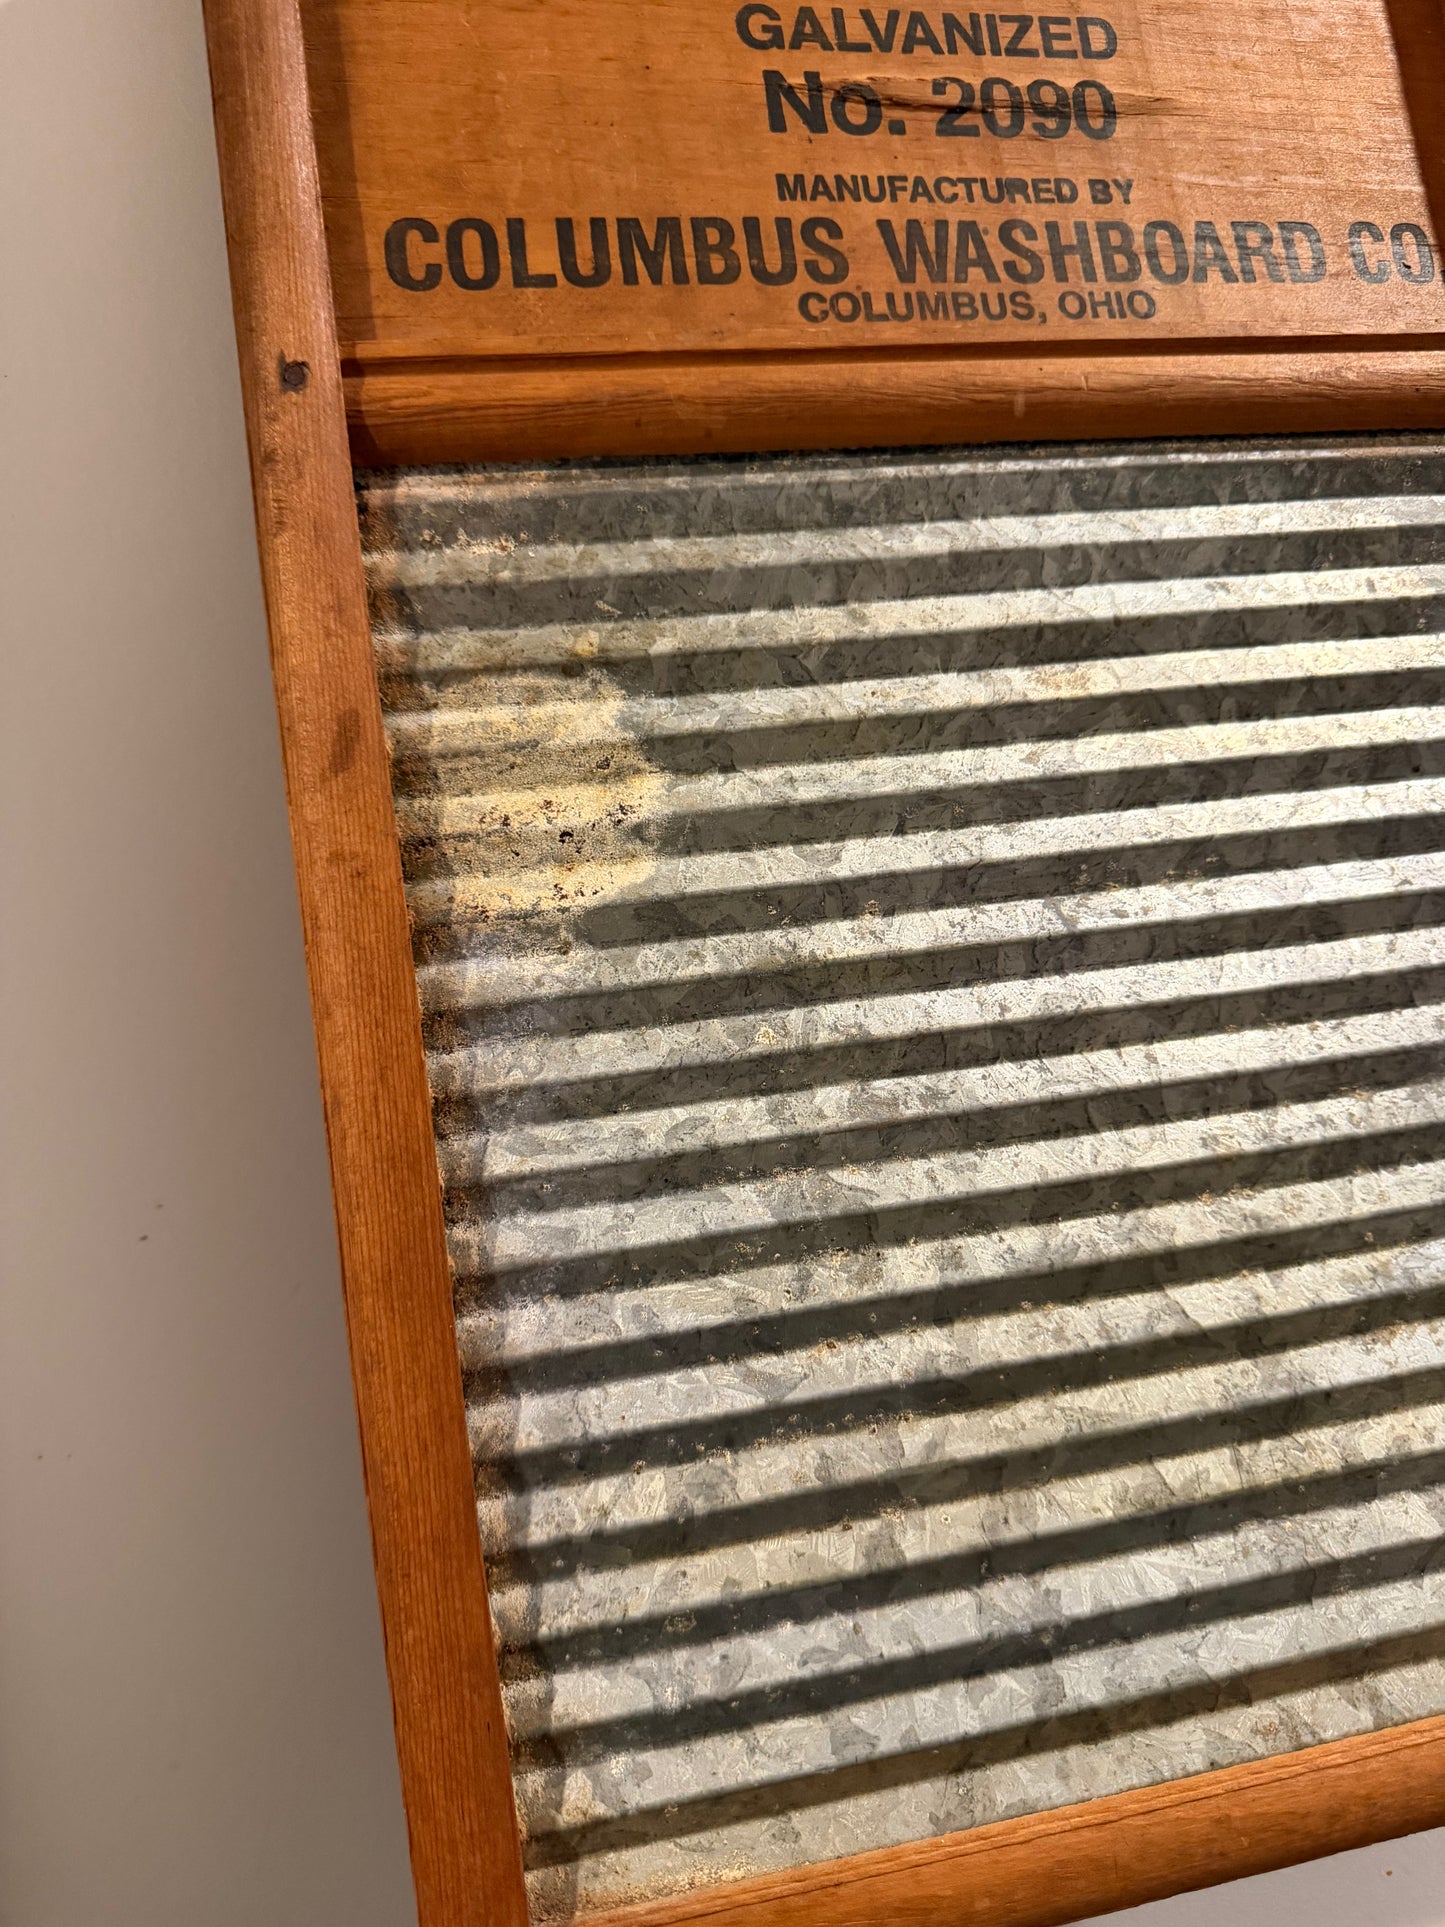 GALVANIZED
No. 2090
MANUFACTURED BY
COLUMBUS WASHBOARD CO.
COLUMBUS, OHIO